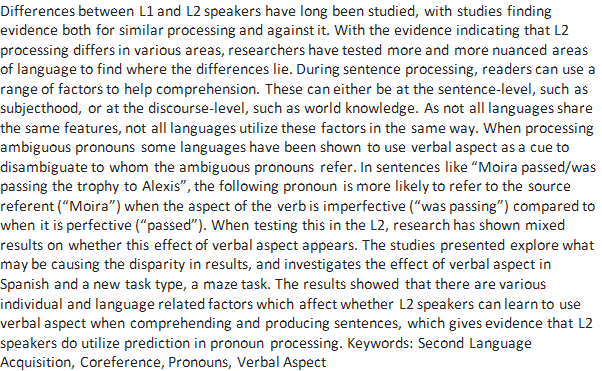 Differences between L1 and L2 speakers have long been studied, with studies finding
evidence both for similar processing and against it. With the evidence indicating that L2
processing differs in various areas, researchers have tested more and more nuanced areas
of language to find where the differences lie. During sentence processing, readers can use a
range of factors to help comprehension. These can either be at the sentence-level, such as
subjecthood, or at the discourse-level, such as world knowledge. As not all languages share
the same features, not all languages utilize these factors in the same way. When processing
ambiguous pronouns some languages have been shown to use verbal aspect as a cue to
disambiguate to whom the ambiguous pronouns refer. In sentences like “Moira passed/was
passing the trophy to Alexis”, the following pronoun is more likely to refer to the source
referent (“Moira”) when the aspect of the verb is imperfective (“was passing”) compared to
when it is perfective (“passed”). When testing this in the L2, research has shown mixed
results on whether this effect of verbal aspect appears. The studies presented explore what
may be causing the disparity in results, and investigates the effect of verbal aspect in
Spanish and a new task type, a maze task. The results showed that there are various
individual and language related factors which affect whether L2 speakers can learn to use
verbal aspect when comprehending and producing sentences, which gives evidence that L2
speakers do utilize prediction in pronoun processing. Keywords: Second Language
Acquisition, Coreference, Pronouns, Verbal Aspect